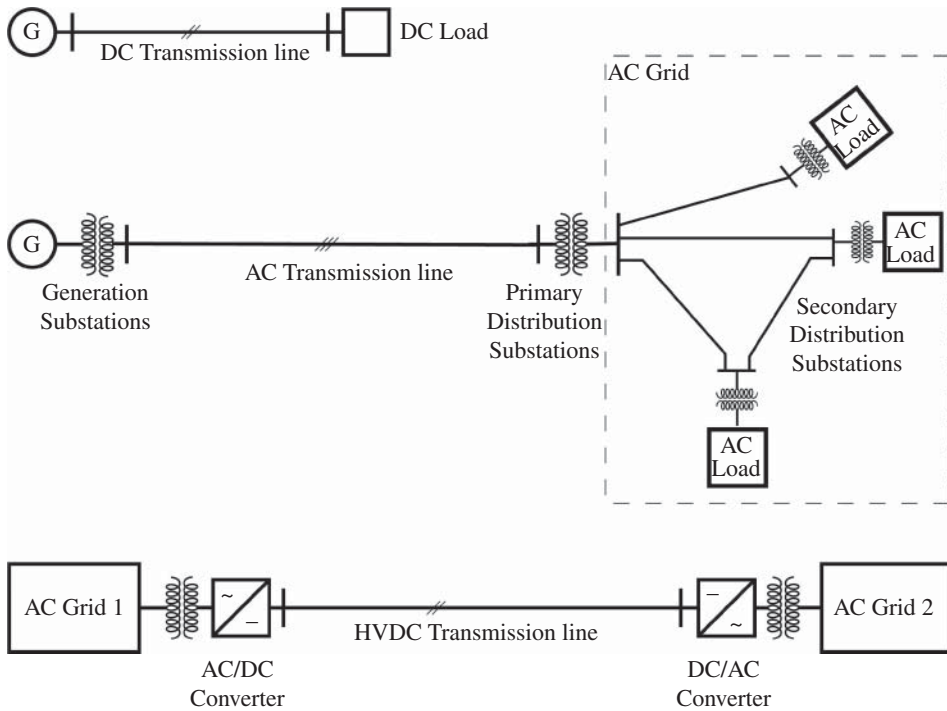 G
DC Transmission line
DC Load
AC Grid
AC
Load
G
AC Transmission line
AC
Load
Generation
Substations
Primary
Distribution
Substations
Secondary
Distribution
Substations
AC
Load
AC Grid 1
~
−
HVDC Transmission line
−
~
AC Grid 2
AC/DC
Converter
DC/AC
Converter